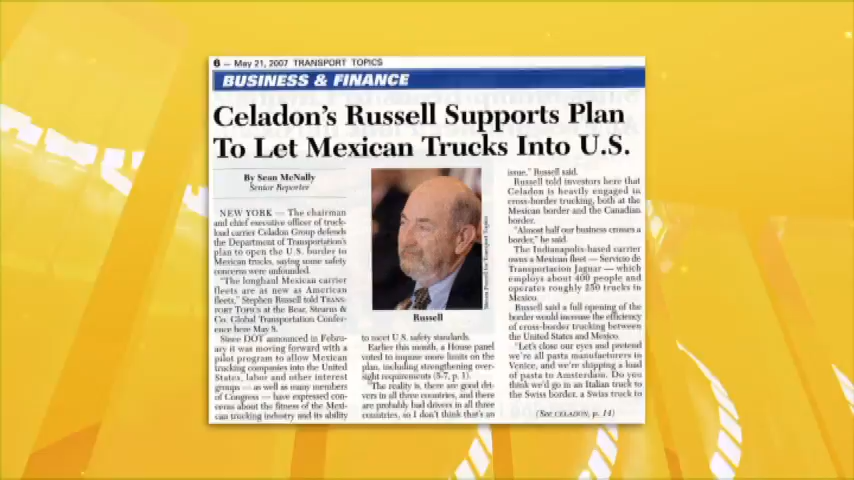 6 — May 21, 2007 TRANSPORT TOPICS
BUSINESS & FINANCE
Celadon's Russell Supports Plan
To Let Mexican Trucks Into U.S.
By Sean McNally
Senior Reporter
NEW YORK — The chairman
and chief executive officer of truck-
load carrier Celadon Group defends
the Department of Transportation's
plan to open the U.S. border to
Mexican trucks, saying some safety
concerns were unfounded.
"The longhaul Mexican carrier
fleets are as new as American
fleets," Stephen Russell told TRANS-
PORT TOPICS at the Bear, Stearns &
Co. Global Transportation Confer-
ence here May 8.
Since DOT announced in Febru-
ary it was moving forward with a
pilot program to allow Mexican
trucking companies into the United
States, labor and other interest
groups — as well as many members
of Congress — have expressed con-
cerns about the fitness of the Mexi-
can trucking industry and its ability
for Transport Topics
Russell
to meet U.S. safety standards.
Earlier this month, a House panel
voted to impose more limits on the
plan, including strengthening over-
sight requirements (5-7, p. 1).
"The reality is, there are good dri-
vers in all three countries, and there
are probably bad drivers in all three
countries, so I don't think that's an
issue," Russell said.
Russell told investors here that
Celadon is heavily engaged in
cross-border trucking, both at the
Mexican border and the Canadian
border.
"Almost half our business crosses a
border," he said.
The Indianapolis-based carrier
owns a Mexican fleet — Servicio de
Transportacion Jaguar — which
employs about 400 people and
operates roughly 250 trucks in
Mexico.
Russell said a full opening of the
border would increase the efficiency
of cross-border trucking between
the United States and Mexico.
"Let's close our eyes and pretend
we're all pasta manufacturers in
Venice, and we're shipping a load
of pasta to Amsterdam. Do you
think we'd go in an Italian truck to
the Swiss border, a Swiss truck to
(See CELADON, p. 14)